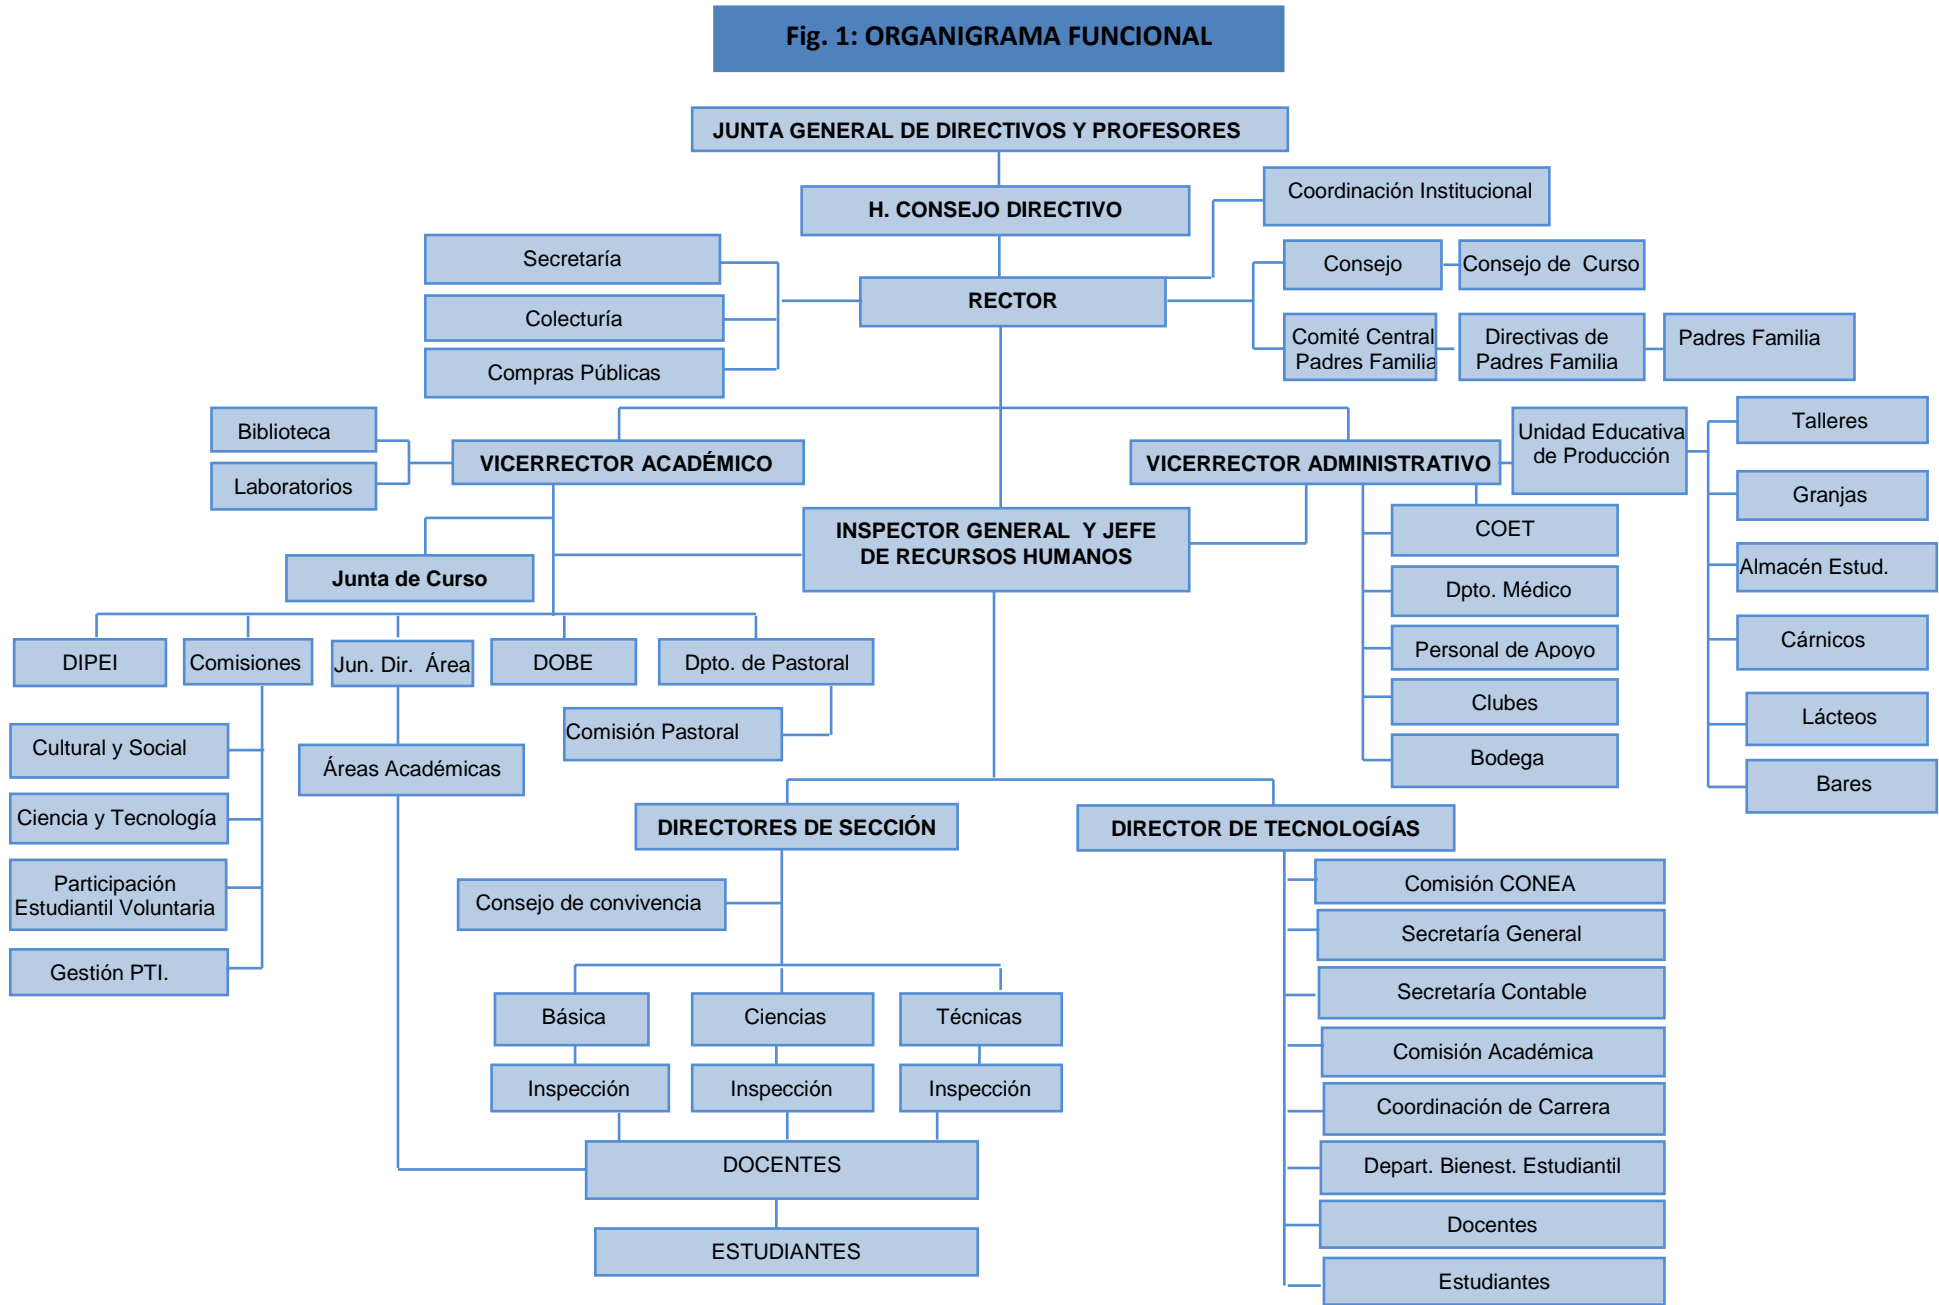 Fig. 1: ORGANIGRAMA FUNCIONAL
JUNTA GENERAL DE DIRECTIVOS Y PROFESORES
H. CONSEJO DIRECTIVO
Coordinación Institucional
Secretaría
Colecturía
Compras Públicas
RECTOR
Consejo
Consejo de Curso
Comité Central
Padres Familia
Directivas de
Padres Familia
Padres Familia
Biblioteca
Laboratorios
VICERRECTOR ACADÉMICO
VICERRECTOR ADMINISTRATIVO
Unidad Educativa
de Producción
Talleres
Granjas
Almacén Estud.
Cárnicos
Lácteos
Bares
INSPECTOR GENERAL Y JEFE
DE RECURSOS HUMANOS
COET
Dpto. Médico
Personal de Apoyo
Clubes
Bodega
Junta de Curso
DIPEI
Comisiones
Jun. Dir. Área
DOBE
Dpto. de Pastoral
Comisión Pastoral
Cultural y Social
Ciencia y Tecnología
Participación
Estudiantil Voluntaria
Gestión PTI.
Áreas Académicas
DIRECTORES DE SECCIÓN
DIRECTOR DE TECNOLOGÍAS
Consejo de convivencia
Básica
Ciencias
Técnicas
Inspección
Inspección
Inspección
DOCENTES
ESTUDIANTES
Comisión CONEA
Secretaría General
Secretaría Contable
Comisión Académica
Coordinación de Carrera
Depart. Bienest. Estudiantil
Docentes
Estudiantes